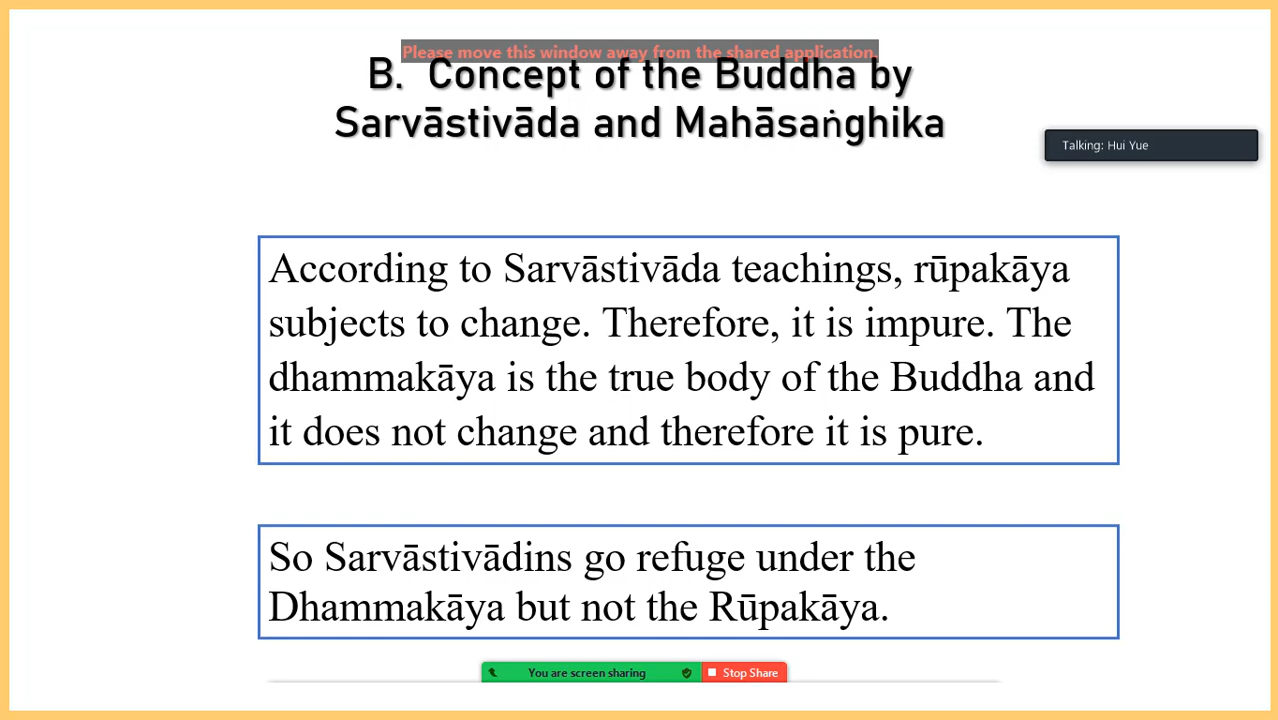 Please move this window away from the shared application.
B. Concept of the Buddha by
Sarvāstivāda and Mahāsaṅghika
Talking: Hui Yue
According to Sarvāstivāda teachings, rūpakāya
subjects to change. Therefore, it is impure. The
dhammakāya is the true body of the Buddha and
it does not change and therefore it is pure.
So Sarvāstivādins go refuge under the
Dhammakāya but not the Rūpakāya.
You are screen sharing
Stop Share